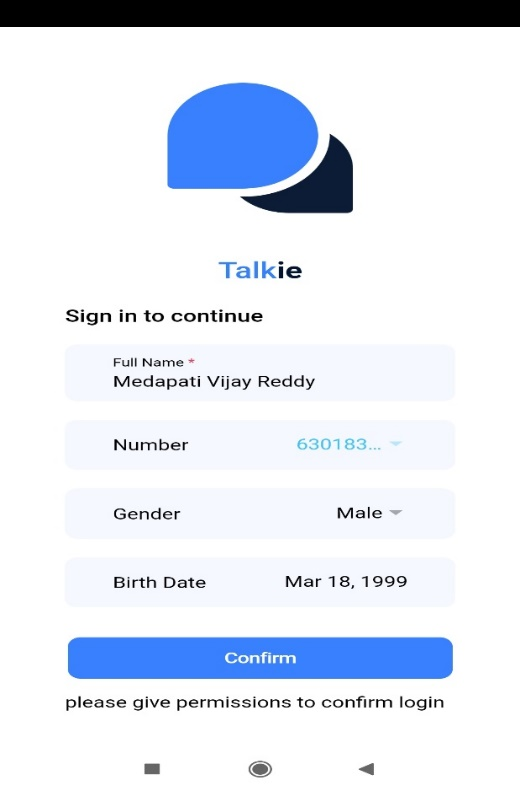 Talkie
Sign in to continue
Full Name *
Medapati Vijay Reddy
Number 630183...
Gender Male
Birth Date Mar 18, 1999
Confirm
please give permissions to confirm login